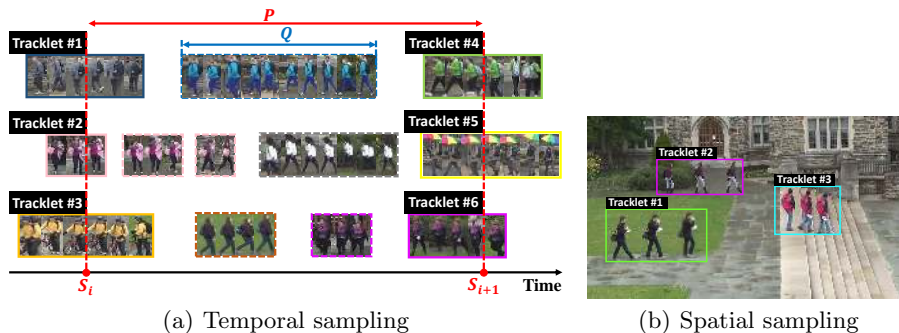 P
Tracklet #1
Q
Tracklet #4
Tracklet #2
Tracklet #5
Tracklet #3
Tracklet #6
S_i
S_{i+1}
Time
(a) Temporal sampling
Tracklet #2
Tracklet #3
Tracklet #1
(b) Spatial sampling